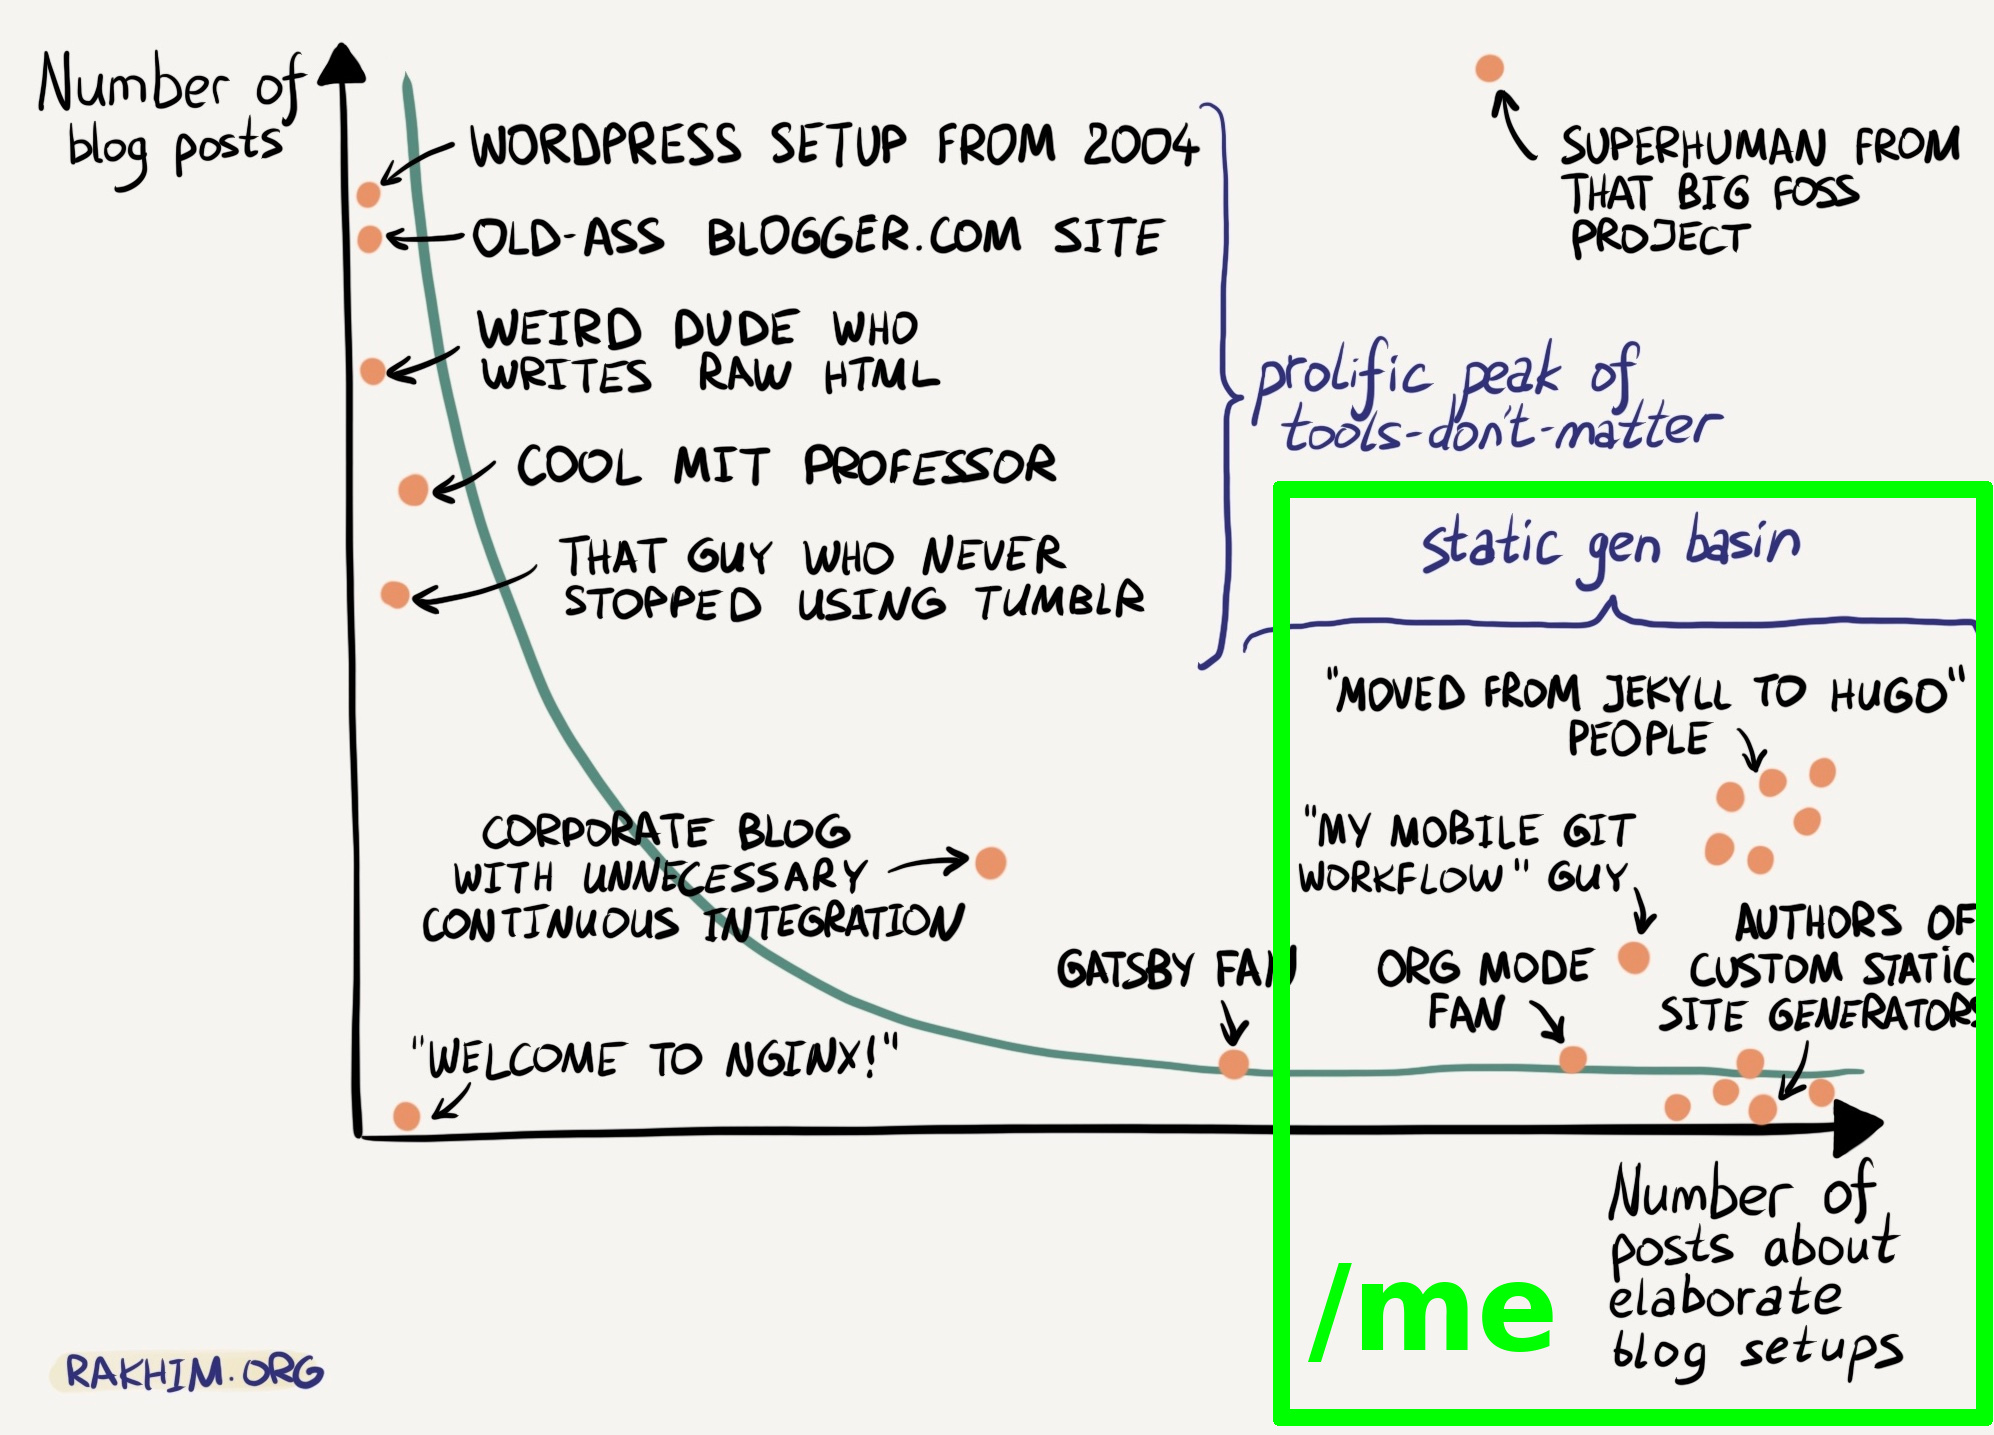 Number of
blog posts
WORDPRESS SETUP FROM 2004
OLD-ASS BLOGGER.COM SITE
WEIRD DUDE WHO
WRITES RAW HTML
COOL MIT PROFESSOR
THAT GUY WHO NEVER
STOPPED USING TUMBLR
prolific peak of
tools-don't-matter
SUPERHUMAN FROM
THAT BIG FOSS
PROJECT
static gen basin
"MOVED FROM JEKYLL TO HUGO"
PEOPLE
"MY MOBILE GIT
WORKFLOW" GUY
CORPORATE BLOG
WITH UNNECESSARY
CONTINUOUS INTEGRATION
GATSBY FAN
ORG MODE
FAN
AUTHORS OF
CUSTOM STATIC
SITE GENERATORS
"WELCOME TO NGINX!"
Number of
posts about
elaborate
blog setups
/me
RAKHIM.ORG